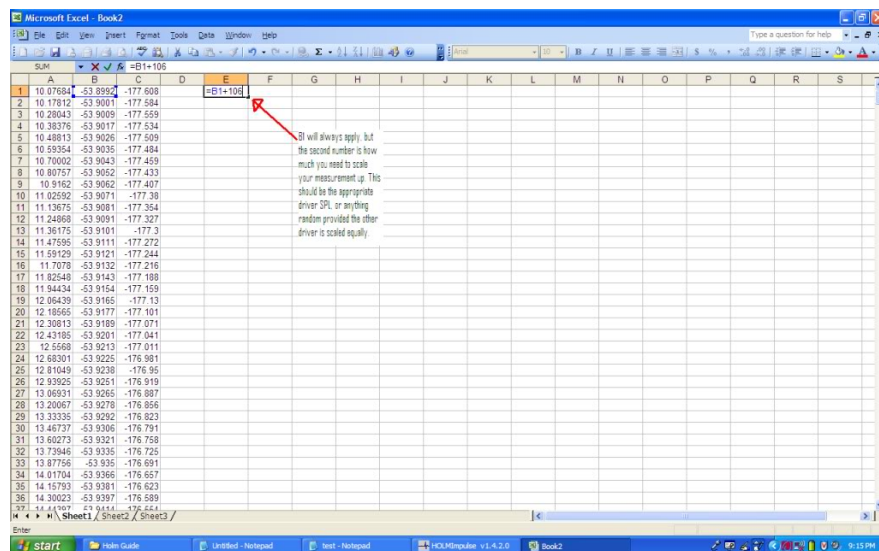 Microsoft Excel - Book2
File Edit View Insert Format Tools Data Window Help
Type a question for help
Arial 10 B I U
SUM =B1+106
A B C D E F G H I J K L M N O P Q R S
1 10.07684 -53.8992 -177.608 =B1+106
2 10.17812 -53.9001 -177.584
3 10.28043 -53.9009 -177.559
4 10.38376 -53.9017 -177.534
5 10.48813 -53.9026 -177.509
6 10.59354 -53.9035 -177.484
7 10.70002 -53.9043 -177.459
8 10.80757 -53.9052 -177.433
9 10.9162 -53.9062 -177.407
10 11.02592 -53.9071 -177.38
11 11.13675 -53.9081 -177.354
12 11.24868 -53.9091 -177.327
13 11.36175 -53.9101 -177.3
14 11.47595 -53.9111 -177.272
15 11.59129 -53.9121 -177.244
16 11.7078 -53.9132 -177.216
17 11.82548 -53.9143 -177.188
18 11.94434 -53.9154 -177.159
19 12.06439 -53.9165 -177.13
20 12.18565 -53.9177 -177.101
21 12.30813 -53.9189 -177.071
22 12.43185 -53.9201 -177.041
23 12.5568 -53.9213 -177.011
24 12.68301 -53.9225 -176.981
25 12.81049 -53.9238 -176.95
26 12.93925 -53.9251 -176.919
27 13.06931 -53.9265 -176.887
28 13.20067 -53.9278 -176.856
29 13.33335 -53.9292 -176.823
30 13.46737 -53.9306 -176.791
31 13.60273 -53.9321 -176.758
32 13.73946 -53.9335 -176.725
33 13.87756 -53.935 -176.691
34 14.01704 -53.9366 -176.657
35 14.15793 -53.9381 -176.623
36 14.30023 -53.9397 -176.589
37 14.44397 -53.9414 -176.554
B1 will always apply, but
the second number is how
much you need to scale
your measurement up. This
should be the appropriate
driver SPL, or anything
random provided the other
driver is scaled equally.
Sheet1 Sheet2 Sheet3
Enter
start Holm Guide Untitled - Notepad test - Notepad HOLMImpulse v1.4.2.0 Book2 9:15 PM